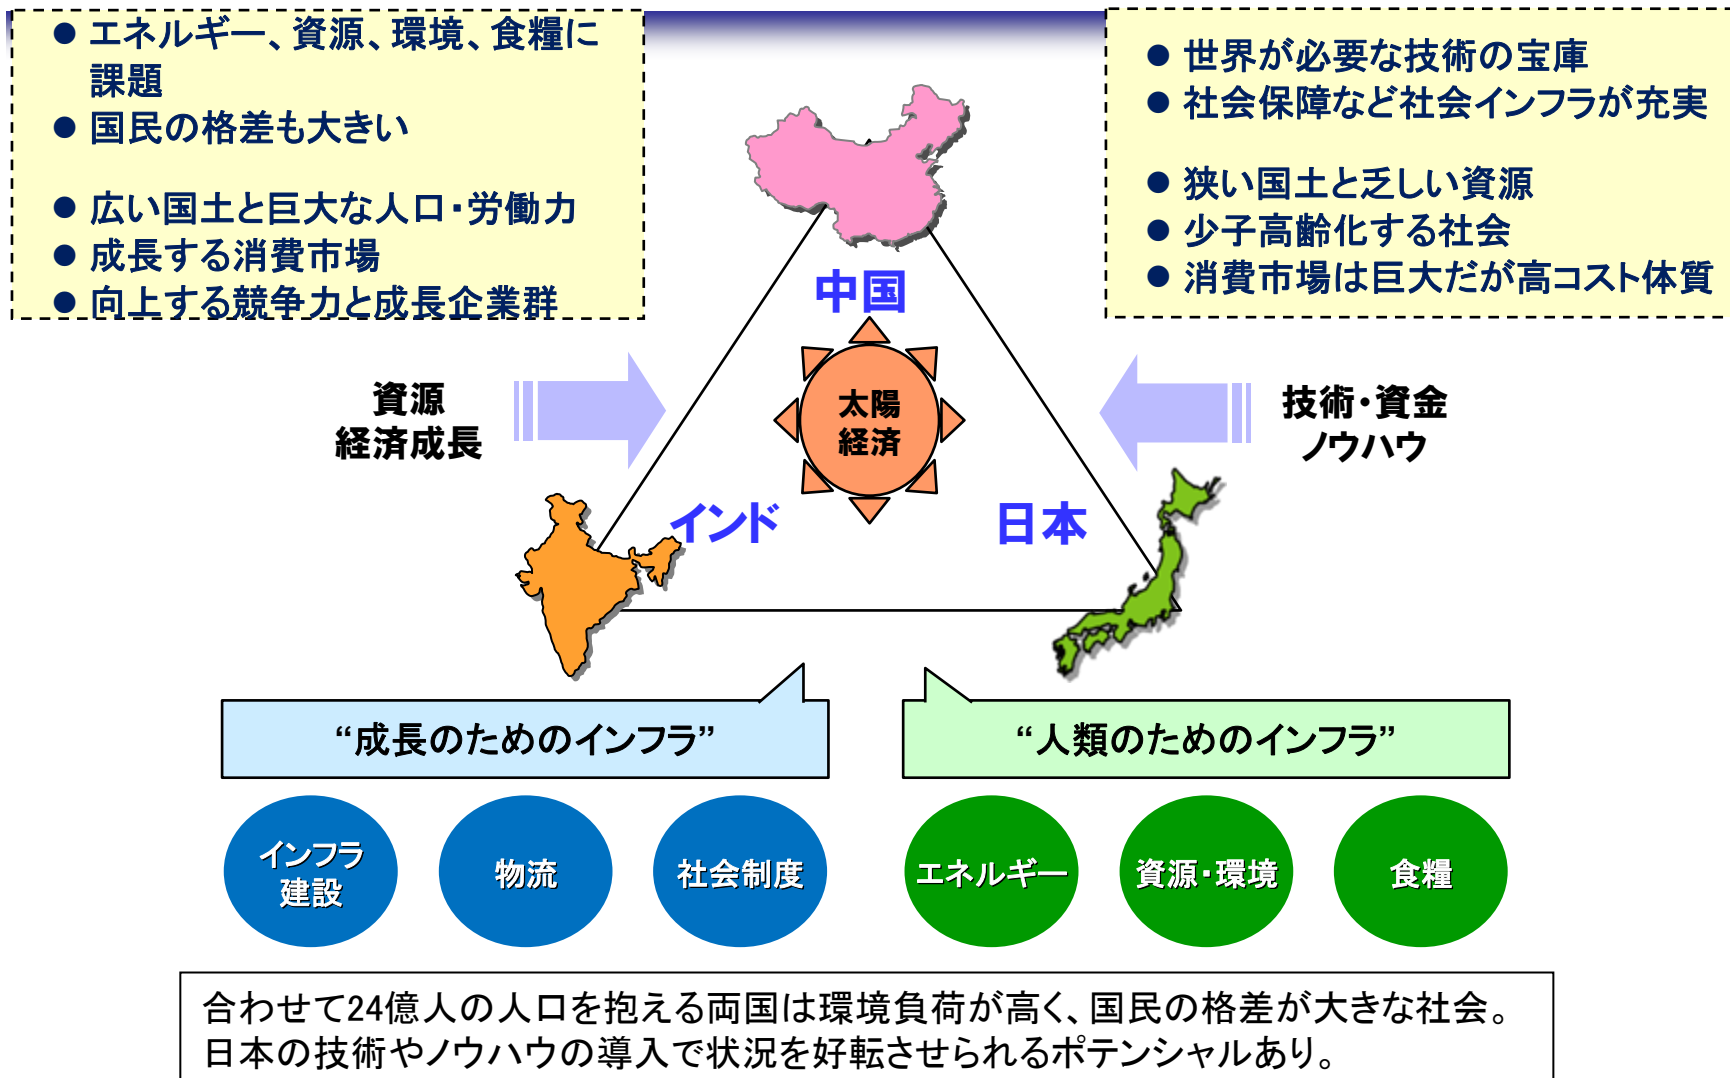 ● エネルギー、資源、環境、食糧に
課題
● 国民の格差も大きい
● 広い国土と巨大な人口・労働力
● 成長する消費市場
● 向上する競争力と成長企業群
● 世界が必要な技術の宝庫
● 社会保障など社会インフラが充実
● 狭い国土と乏しい資源
● 少子高齢化する社会
● 消費市場は巨大だが高コスト体質
中国
資源
経済成長
太陽
経済
技術・資金
ノウハウ
インド
日本
“成長のためのインフラ”
“人類のためのインフラ”
インフラ
建設
物流
社会制度
エネルギー
資源・環境
食糧
合わせて24億人の人口を抱える両国は環境負荷が高く、国民の格差が大きな社会。
日本の技術やノウハウの導入で状況を好転させられるポテンシャルあり。